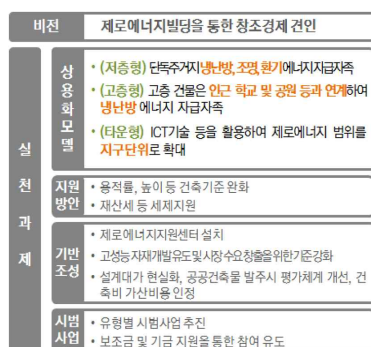 비전 제로에너지빌딩을 통한 창조경제 견인
실천과제
상용화모델
• (저층형) 단독주거지 냉난방, 조명, 환기 에너지자급자족
• (고층형) 고층 건물은 인근 학교 및 공원 등과 연계하여
냉난방 에너지 자급자족
• (타운형) ICT기술 등을 활용하여 제로에너지 범위를
지구단위로 확대
지원
방안
• 용적률, 높이 등 건축기준 완화
• 재산세 등 세제지원
기반
조성
• 제로에너지지원센터 설치
• 고성능 자재개발 유도 및 시장 수요 창출을 위한 기준 강화
• 설계대가 현실화, 공공건축물 발주시 평가체계 개선, 건
축비 가산비용 인정
시범
사업
• 유형별 시범사업 추진
• 보조금 및 기금 지원을 통한 참여 유도